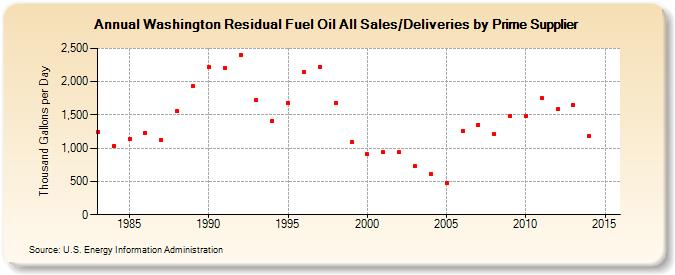 Annual Washington Residual Fuel Oil All Sales/Deliveries by Prime Supplier
Thousand Gallons per Day
2,500
2,000
1,500
1,000
500
0
1985 1990 1995 2000 2005 2010 2015
Source: U.S. Energy Information Administration